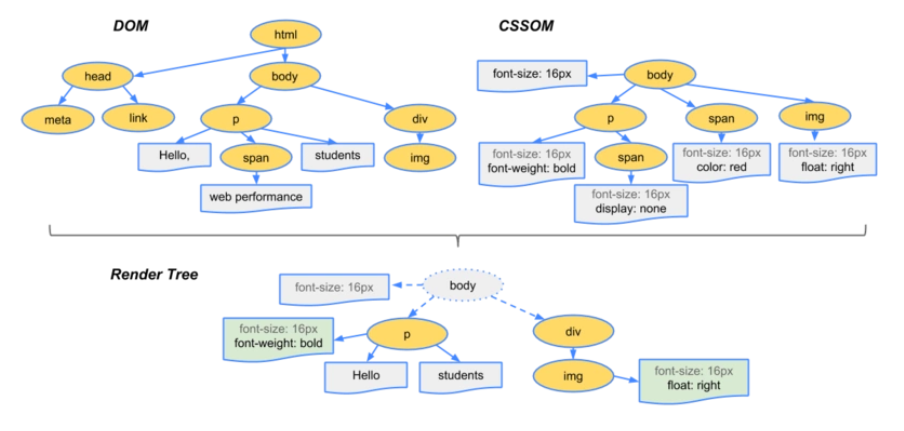 DOM
html
head
body
meta
link
p
div
Hello,
span
students
img
web performance
CSSOM
font-size: 16px
body
p
span
img
font-size: 16px
font-weight: bold
span
font-size: 16px
color: red
font-size: 16px
float: right
font-size: 16px
display: none
Render Tree
font-size: 16px
body
font-size: 16px
font-weight: bold
p
div
Hello
students
img
font-size: 16px
float: right